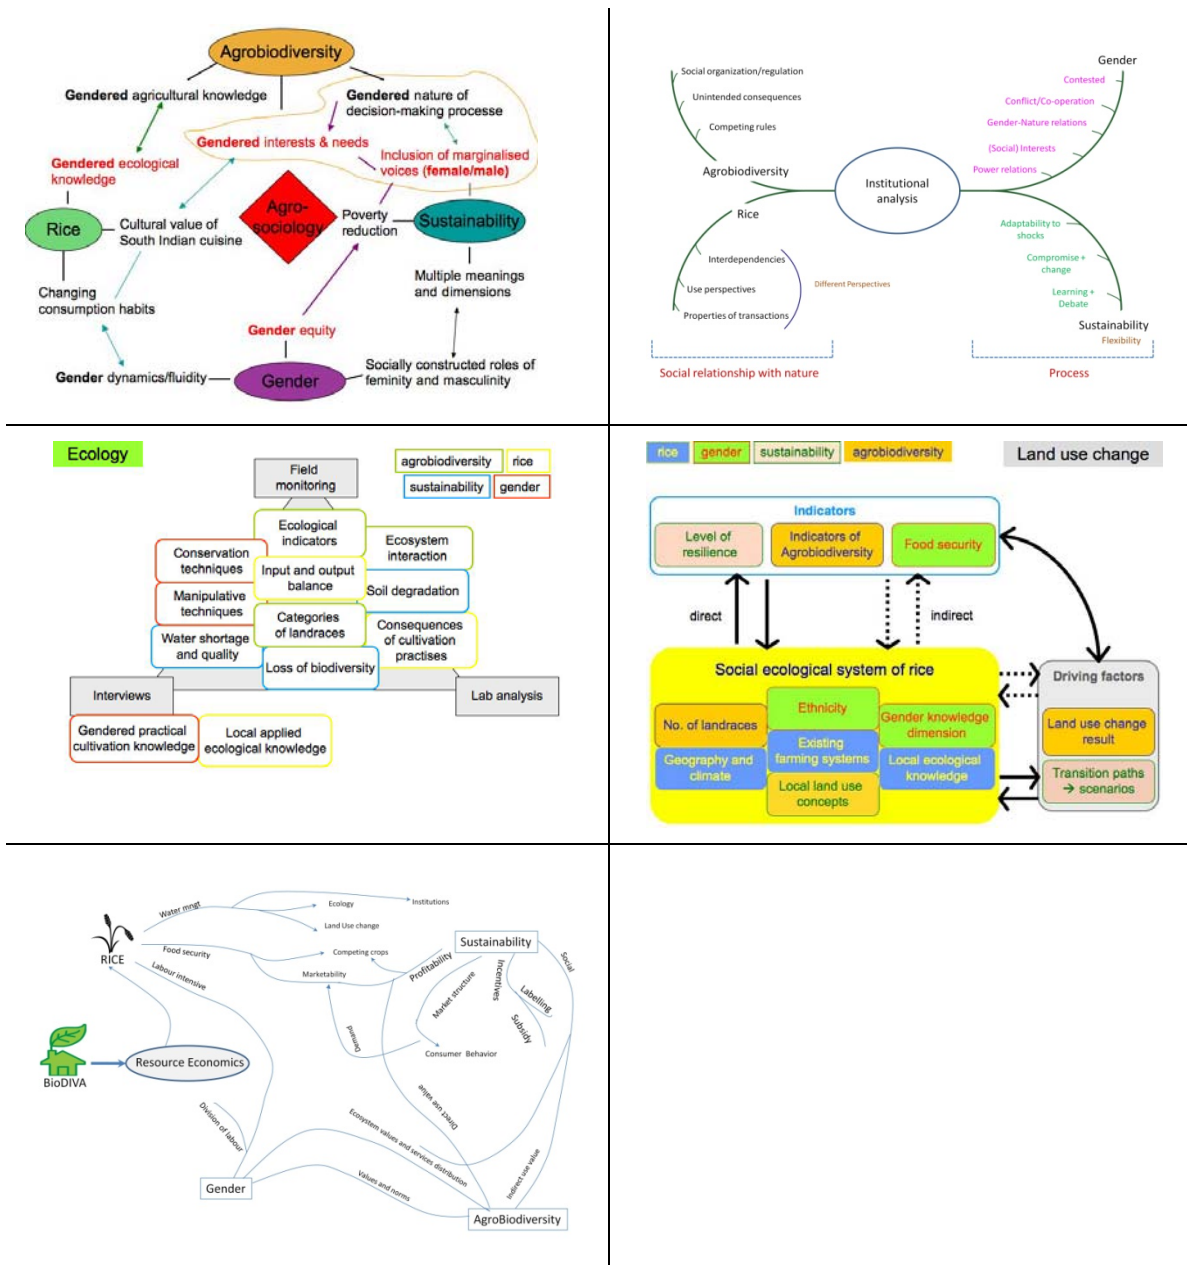 Agrobiodiversity
Gendered agricultural knowledge
Gendered nature of
decision-making processe
Gendered interests & needs
Gendered ecological
knowledge
Inclusion of marginalised
voices (female/male)
Rice
Cultural value of
South Indian cuisine
Agro-
sociology
Poverty
reduction
Sustainability
Changing
consumption habits
Multiple meanings
and dimensions
Gender equity
Gender dynamics/fluidity
Gender
Socially constructed roles of
feminity and masculinity
Social organization/regulation
Unintended consequences
Competing rules
Agrobiodiversity
Rice
Interdependencies
Use perspectives
Properties of transactions
Different Perspectives
Social relationship with nature
Institutional
analysis
Gender
Contested
Conflict/Co-operation
Gender-Nature relations
(Social) Interests
Power relations
Adaptability to
shocks
Compromise +
change
Learning +
Debate
Sustainability
Flexibility
Process
Ecology
agrobiodiversity
rice
sustainability
gender
Field
monitoring
Ecological
indicators
Ecosystem
interaction
Conservation
techniques
Input and output
balance
Soil degradation
Manipulative
techniques
Categories
of landraces
Consequences
of cultivation
practises
Water shortage
and quality
Loss of biodiversity
Interviews
Lab analysis
Gendered practical
cultivation knowledge
Local applied
ecological knowledge
rice
gender
sustainability
agrobiodiversity
Land use change
Indicators
Level of
resilience
Indicators of
Agrobiodiversity
Food security
direct
indirect
Social ecological system of rice
No. of landraces
Ethnicity
Gender knowledge
dimension
Geography and
climate
Existing
farming systems
Local ecological
knowledge
Local land use
concepts
Driving factors
Land use change
result
Transition paths
→ scenarios
RICE
Water mngt
Ecology
Institutions
Land Use change
Food security
Competing crops
Labour intensive
Marketability
Profitability
Sustainability
Social
Market structure
Incentives
Labelling
Subsidy
Demand
Consumer Behavior
BioDIVA
Resource Economics
Direct use value
Division of labour
Ecosystem values and services distribution
Indirect use value
Values and norms
Gender
AgroBiodiversity